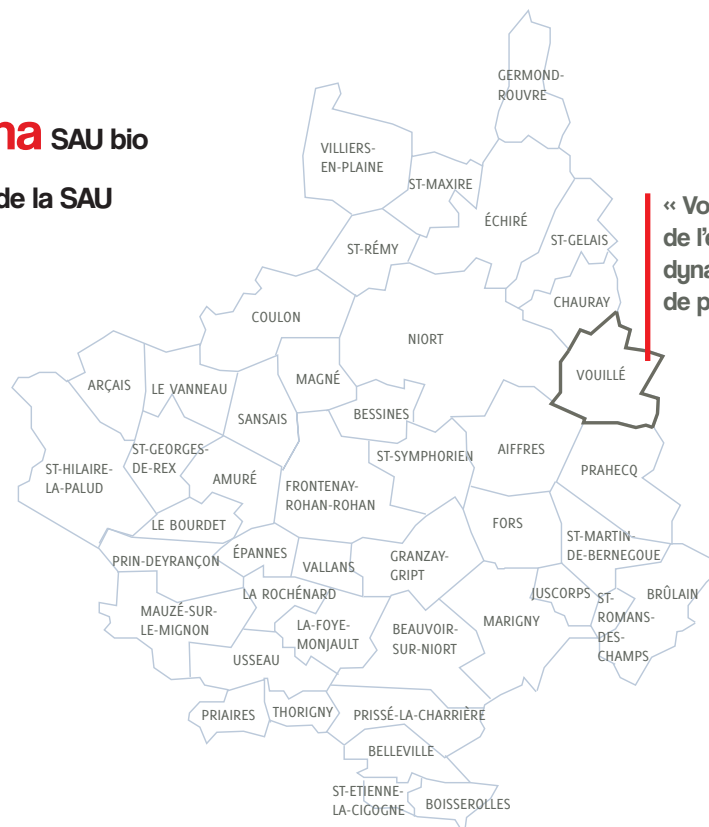 GERMOND-
ROUVRE
ha SAU bio
VILLIERS-
EN-PLAINE
de la SAU
ST-MAXIRE
ÉCHIRÉ
ST-GELAIS
ST-RÉMY
«
de
CHAURAY
COULON
NIORT
MAGNÉ
VOUILLÉ
ARÇAIS
LE VANNEAU
SANSAIS
BESSINES
ST-GEORGES-
DE-REX
ST-SYMPHORIEN
AIFFRES
ST-HILAIRE-
LA-PALUD
AMURÉ
PRAHECQ
FRONTENAY-
ROHAN-ROHAN
LE BOURDET
FORS
ST-MARTIN-
DE-BERNEGOUE
PRIN-DEYRANÇON
ÉPANNES
VALLANS
GRANZAY-
GRIPT
LA ROCHÉNARD
JUSCORPS
BRÛLAIN
ST-
ROMANS-
DES-
CHAMPS
MAUZÉ-SUR-
LE-MIGNON
LA-FOYE-
MONJAULT
BEAUVOIR-
SUR-NIORT
MARIGNY
USSEAU
PRIAIRES
THORIGNY
PRISSÉ-LA-CHARRIÈRE
BELLEVILLE
ST-ETIENNE-
LA-CIGOGNE
BOISSEROLLES